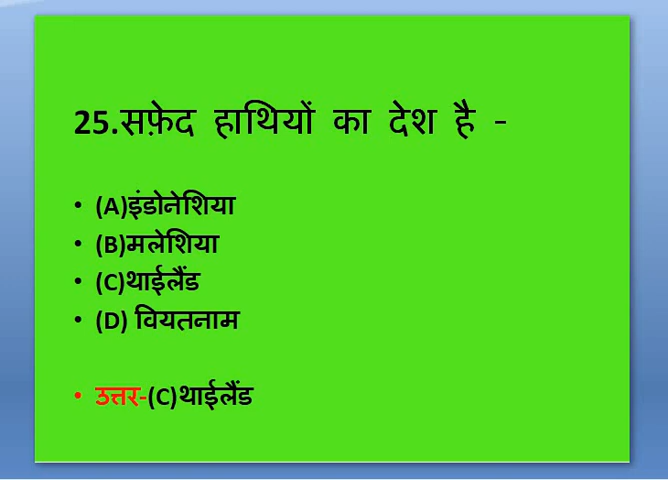 25.सफ़ेद हाथियों का देश है -
• (A)इंडोनेशिया
• (B)मलेशिया
• (C)थाईलैंड
• (D) वियतनाम
• उत्तर-(C)थाईलैंड